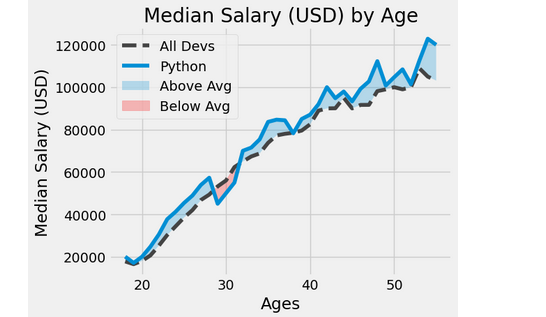 Median Salary (USD) by Age
All Devs
Python
Above Avg
Below Avg
Median Salary (USD)
120000
100000
80000
60000
40000
20000
20
30
40
50
Ages